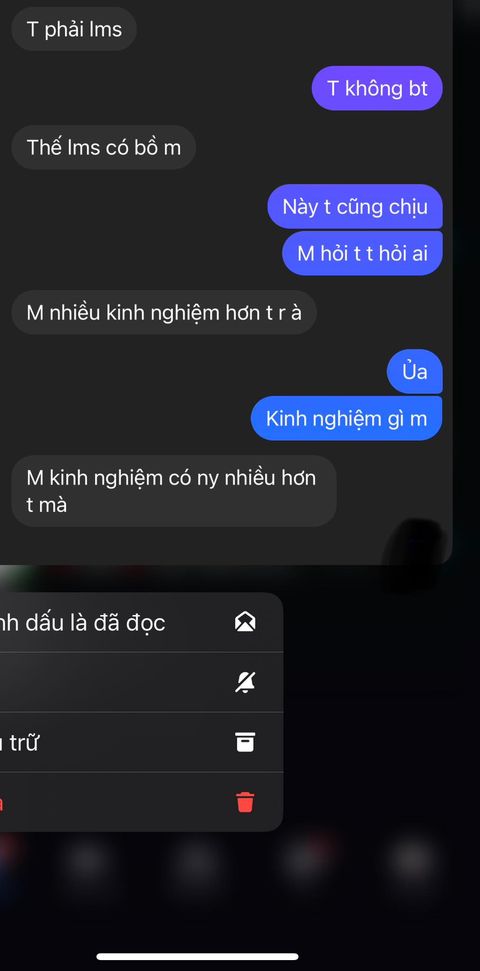 T phải lms
T không bt
Thế lms có bồ m
Này t cũng chịu
M hỏi t t hỏi ai
M nhiều kinh nghiệm hơn t r à
Ủa
Kinh nghiệm gì m
M kinh nghiệm có ny nhiều hơn
t mà
dấu là đã đọc
trữ